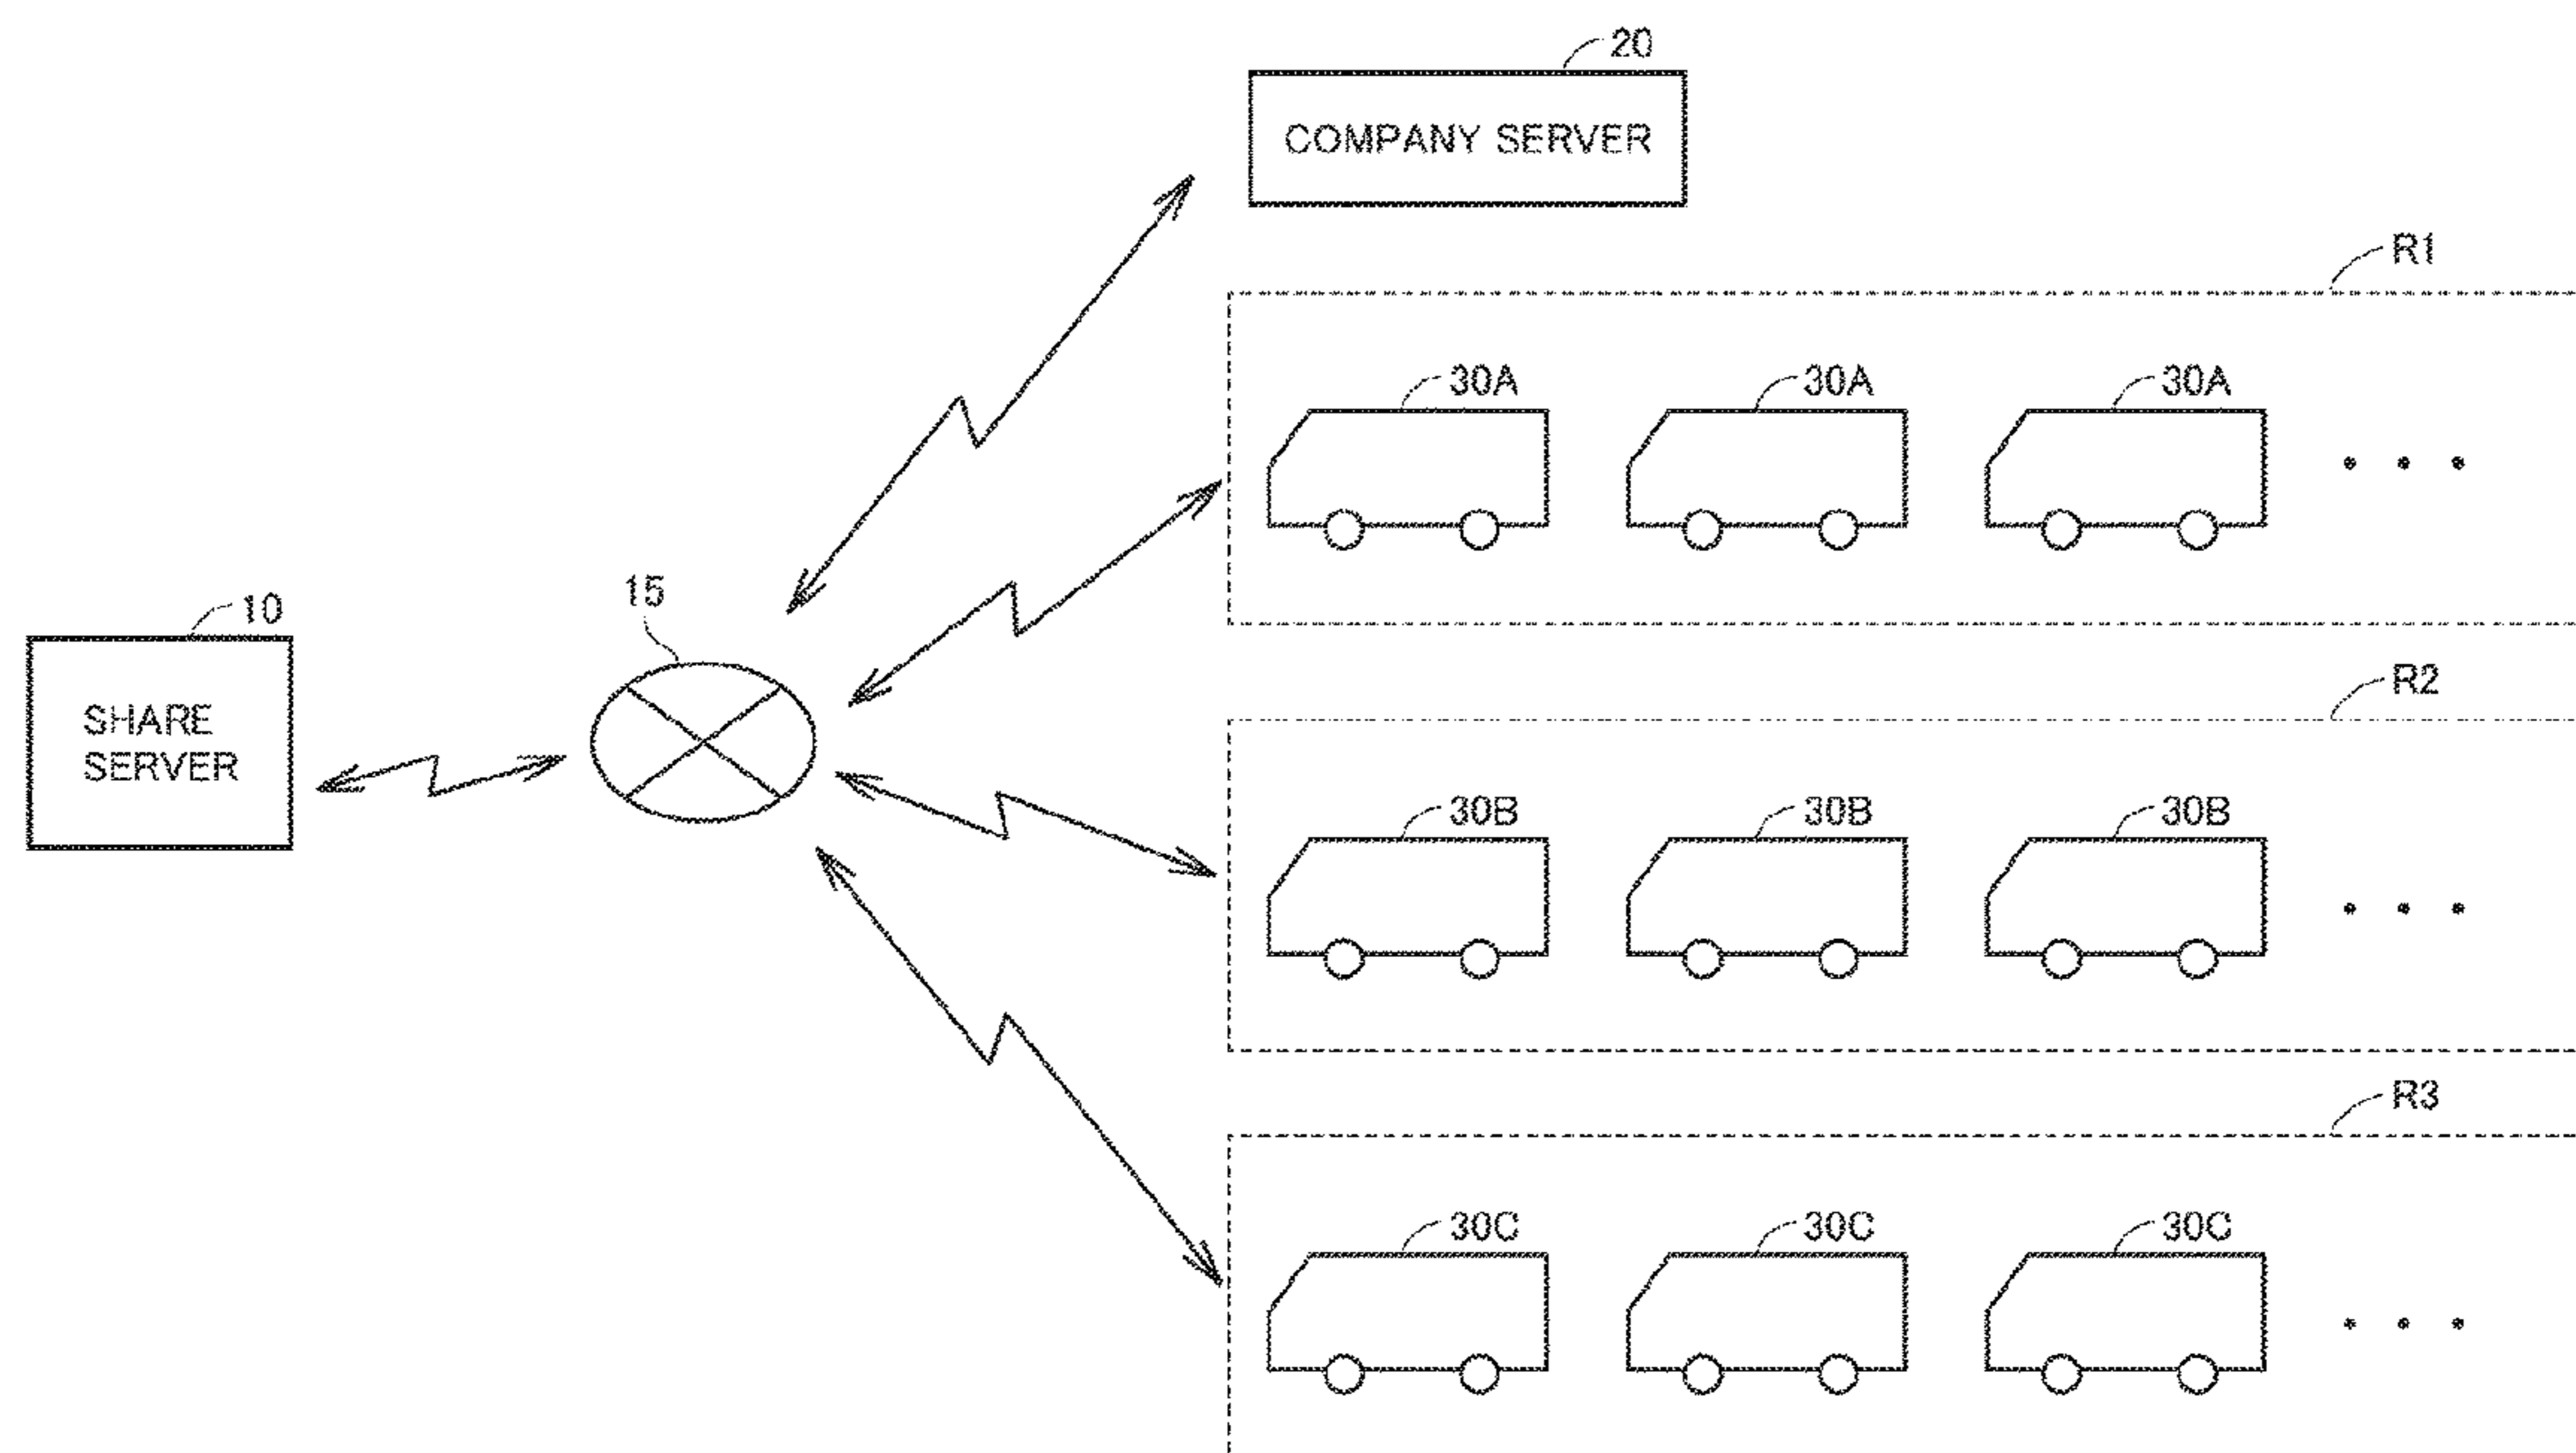 20
COMPANY SERVER
R1
30A 30A 30A
15
10
SHARE
SERVER
R2
30B 30B 30B
R3
30C 30C 30C